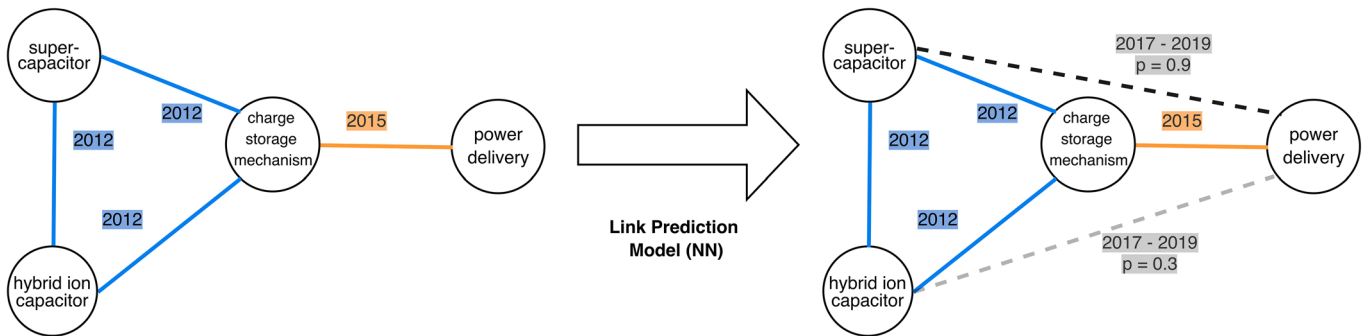 super-
capacitor
2012
2012
charge
storage
mechanism
2015
power
delivery
2012
hybrid ion
capacitor
Link Prediction
Model (NN)
super-
capacitor
2017 - 2019
p = 0.9
2012
2012
charge
storage
mechanism
2015
power
delivery
2012
2017 - 2019
p = 0.3
hybrid ion
capacitor